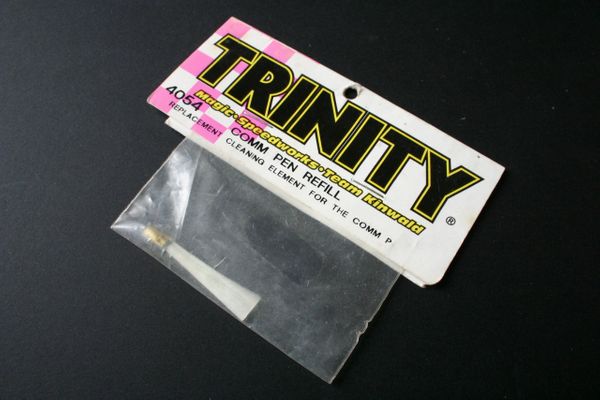 TRINITY®
Magic•Speedworks•Team Kinwald
4054 COMM PEN REFILL
REPLACEMENT CLEANING ELEMENT FOR THE COMM P